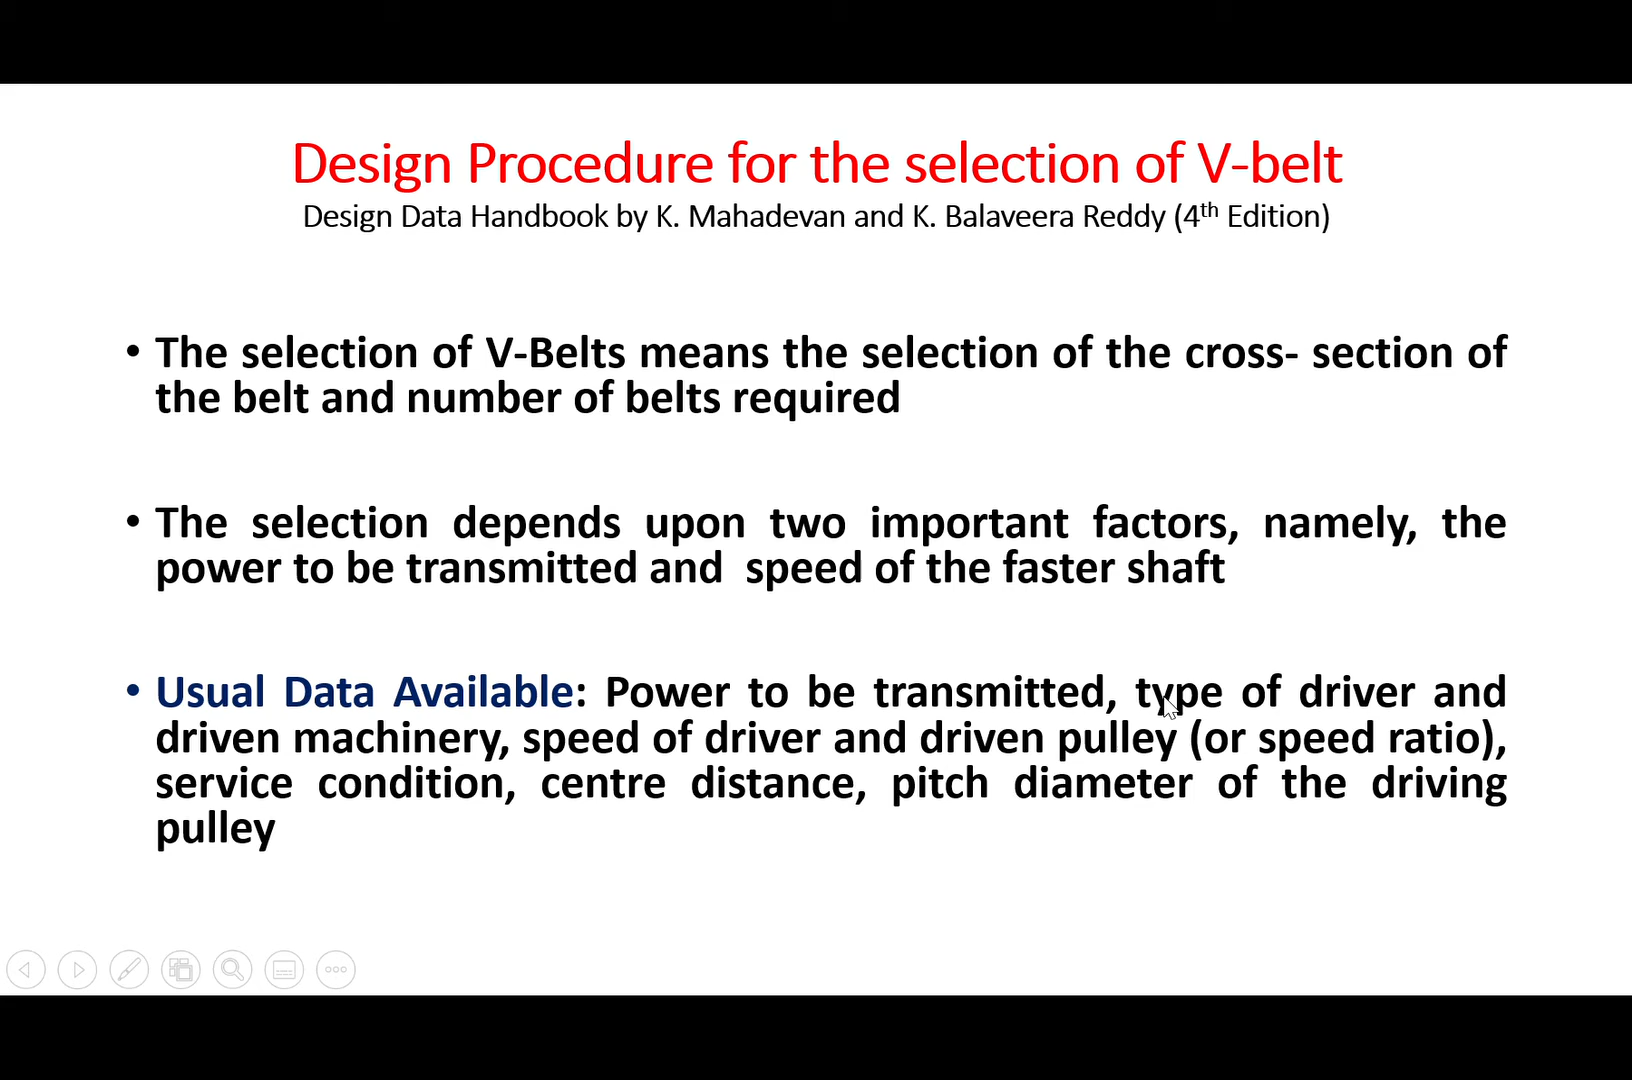 Design Procedure for the selection of V-belt
Design Data Handbook by K. Mahadevan and K. Balaveera Reddy (4th Edition)
• The selection of V-Belts means the selection of the cross- section of
the belt and number of belts required
• The selection depends upon two important factors, namely, the
power to be transmitted and speed of the faster shaft
• Usual Data Available: Power to be transmitted, type of driver and
driven machinery, speed of driver and driven pulley (or speed ratio),
service condition, centre distance, pitch diameter of the driving
pulley